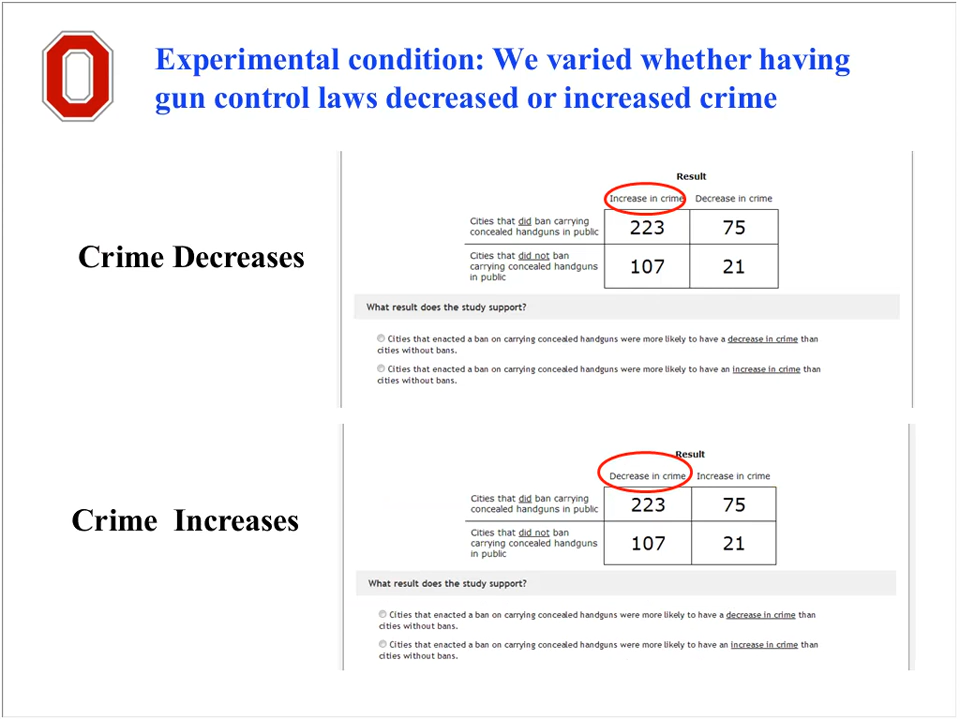 Experimental condition: We varied whether having
gun control laws decreased or increased crime
Crime Decreases
Result
Increase in crime Decrease in crime
Cities that did ban carrying
concealed handguns in public
223 75
Cities that did not ban
carrying concealed handguns
in public
107 21
What result does the study support?
Cities that enacted a ban on carrying concealed handguns were more likely to have a decrease in crime than
cities without bans.
Cities that enacted a ban on carrying concealed handguns were more likely to have an increase in crime than
cities without bans.
Crime Increases
Result
Decrease in crime Increase in crime
Cities that did ban carrying
concealed handguns in public
223 75
Cities that did not ban
carrying concealed handguns
in public
107 21
What result does the study support?
Cities that enacted a ban on carrying concealed handguns were more likely to have a decrease in crime than
cities without bans.
Cities that enacted a ban on carrying concealed handguns were more likely to have an increase in crime than
cities without bans.